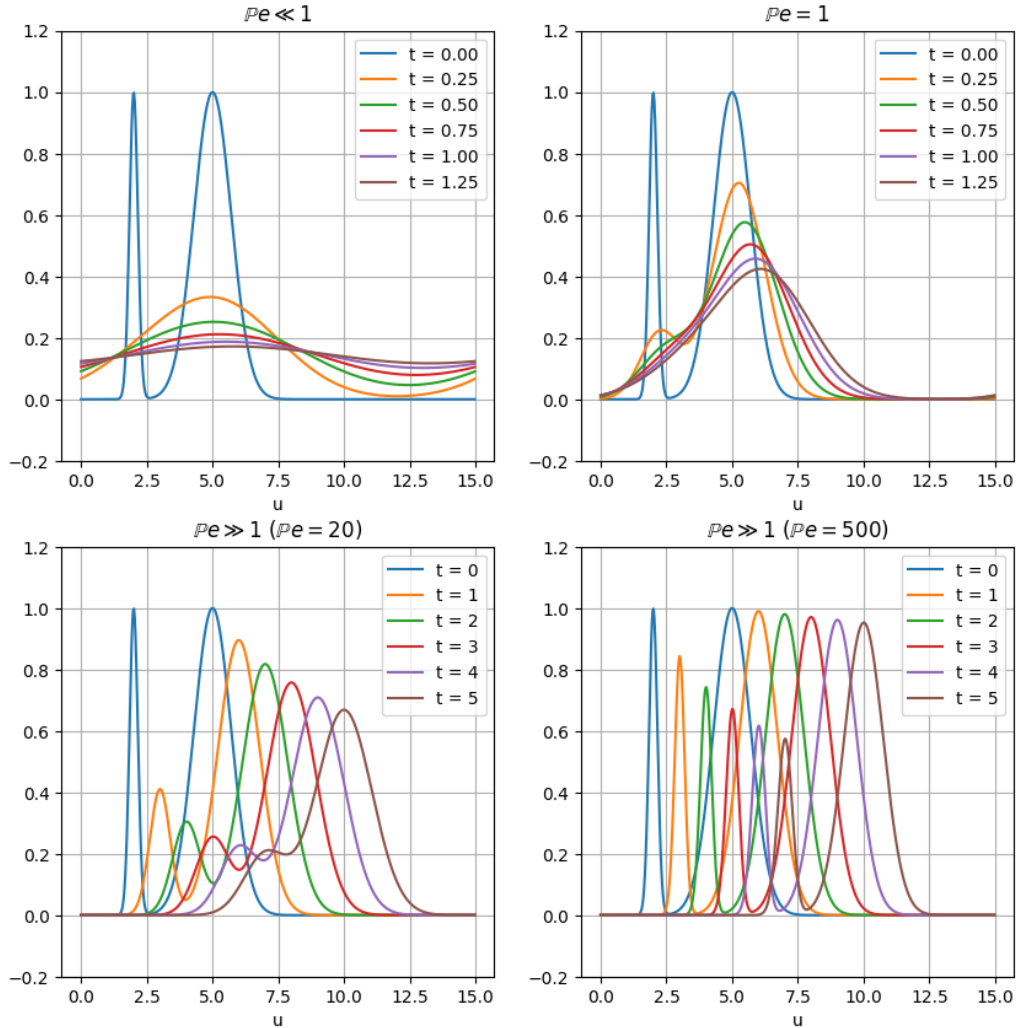 ℙe ≪ 1
1.2
1.0
0.8
0.6
0.4
0.2
0.0
−0.2
t = 0.00
t = 0.25
t = 0.50
t = 0.75
t = 1.00
t = 1.25
0.0 2.5 5.0 7.5 10.0 12.5 15.0
u
ℙe = 1
1.2
1.0
0.8
0.6
0.4
0.2
0.0
−0.2
t = 0.00
t = 0.25
t = 0.50
t = 0.75
t = 1.00
t = 1.25
0.0 2.5 5.0 7.5 10.0 12.5 15.0
u
ℙe ≫ 1 (ℙe = 20)
1.2
1.0
0.8
0.6
0.4
0.2
0.0
−0.2
t = 0
t = 1
t = 2
t = 3
t = 4
t = 5
0.0 2.5 5.0 7.5 10.0 12.5 15.0
u
ℙe ≫ 1 (ℙe = 500)
1.2
1.0
0.8
0.6
0.4
0.2
0.0
−0.2
t = 0
t = 1
t = 2
t = 3
t = 4
t = 5
0.0 2.5 5.0 7.5 10.0 12.5 15.0
u